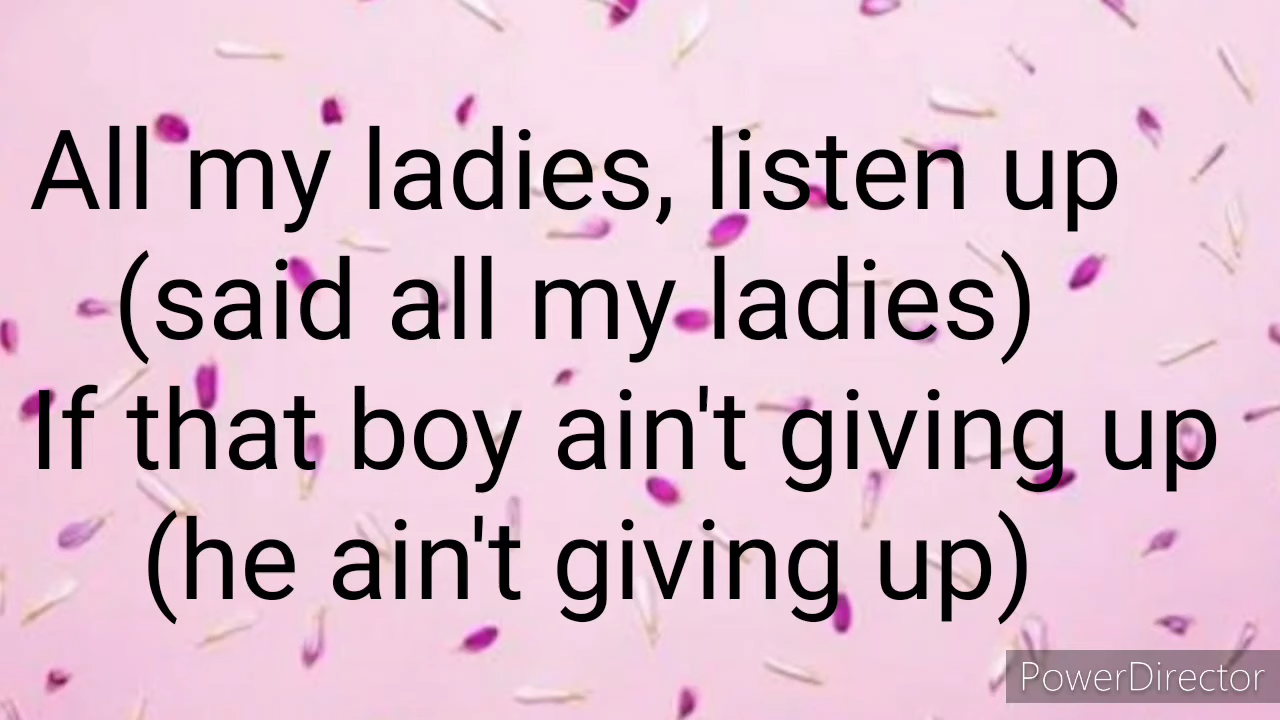 All my ladies, listen up
(said all my ladies)
If that boy ain't giving up
(he ain't giving up)
PowerDirector